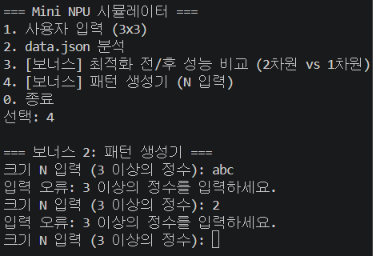 === Mini NPU 시뮬레이터 ===
1. 사용자 입력 (3x3)
2. data.json 분석
3. [보너스] 최적화 전/후 성능 비교 (2차원 vs 1차원)
4. [보너스] 패턴 생성기 (N 입력)
0. 종료
선택: 4
=== 보너스 2: 패턴 생성기 ===
크기 N 입력 (3 이상의 정수): abc
입력 오류: 3 이상의 정수를 입력하세요.
크기 N 입력 (3 이상의 정수): 2
입력 오류: 3 이상의 정수를 입력하세요.
크기 N 입력 (3 이상의 정수):